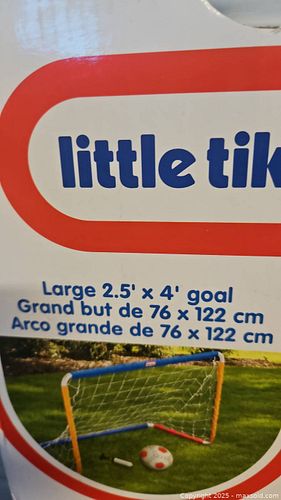 little tik
Large 2.5' x 4' goal
Grand but de 76 x 122 cm
Arco grande de 76 x 122 cm
Copyright 2025 - maxsold.com